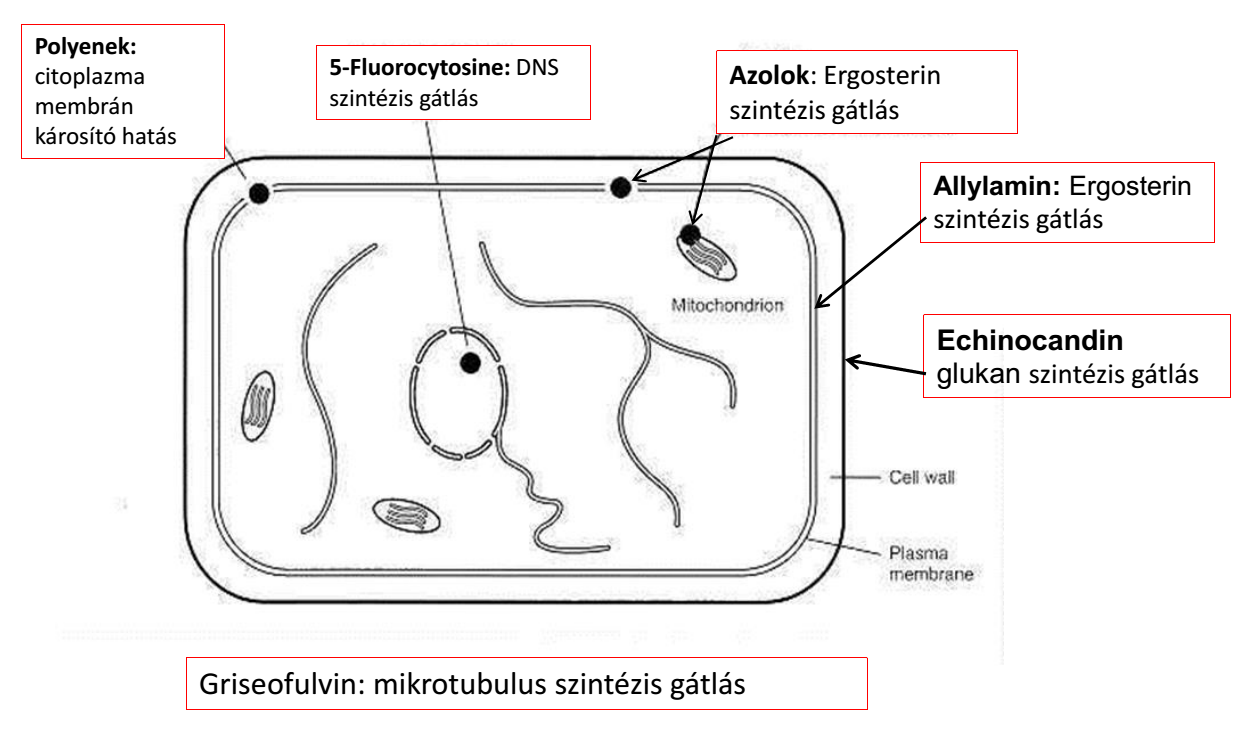 Polyenek:
citoplazma
membrán
károsító hatás
5-Fluorocytosine: DNS
szintézis gátlás
Azolok: Ergosterin
szintézis gátlás
Allylamin: Ergosterin
szintézis gátlás
Mitochondrion
Echinocandin
glukan szintézis gátlás
Cell wall
Plasma
membrane
Griseofulvin: mikrotubulus szintézis gátlás